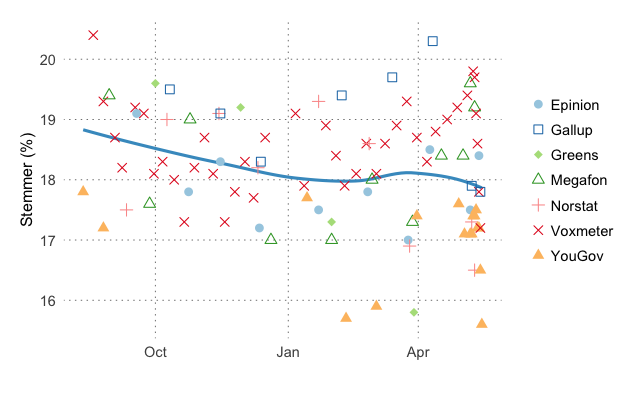 20
19
18
17
16
Stemmer (%)
Oct
Jan
Apr
Epinion
Gallup
Greens
Megafon
Norstat
Voxmeter
YouGov